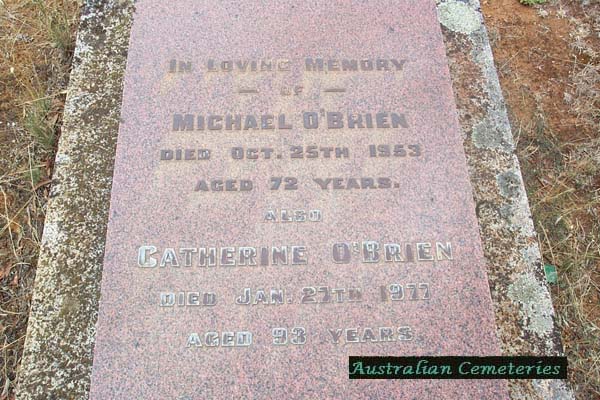 In Loving Memory
— of —
Michael O'Brien
Died Oct. 25th 1953
Aged 72 Years.
Also
Catherine O'Brien
Died Jan. 27th 1977
Aged 93 Years
Australian Cemeteries